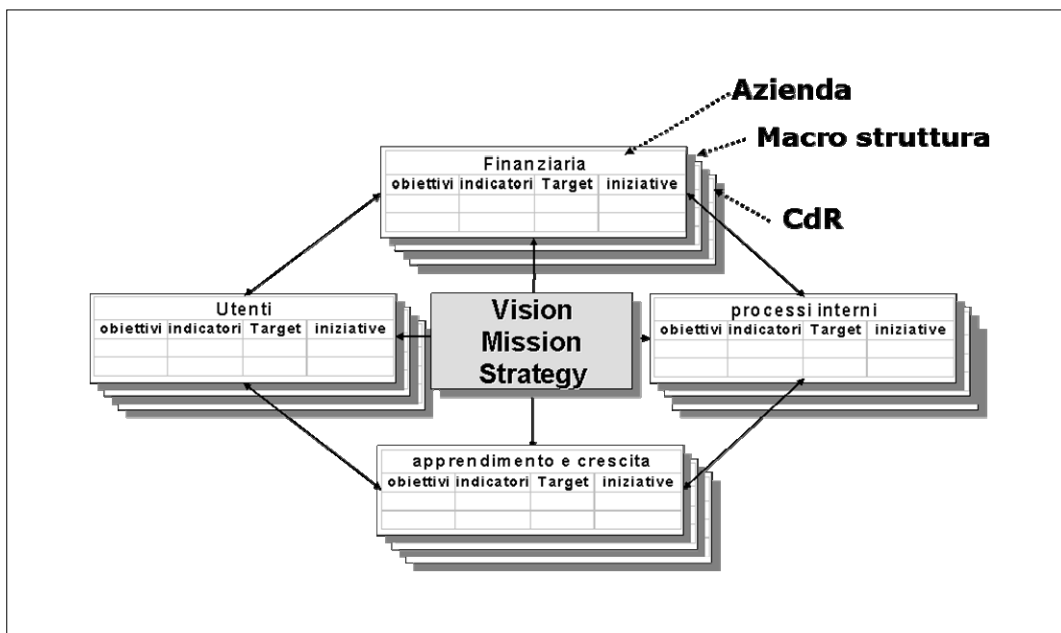 Azienda
Macro struttura
CdR
Finanziaria
obiettivi indicatori Target iniziative
Utenti
obiettivi indicatori Target iniziative
Vision
Mission
Strategy
processi interni
obiettivi indicatori Target iniziative
apprendimento e crescita
obiettivi indicatori Target iniziative